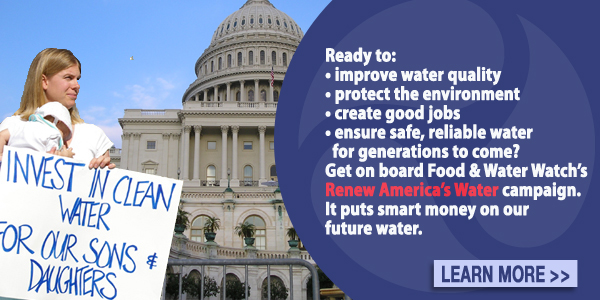 INVEST IN CLEAN
WATER
FOR OUR SONS &
DAUGHTERS
Ready to:
• improve water quality
• protect the environment
• create good jobs
• ensure safe, reliable water
for generations to come?
Get on board Food & Water Watch's
Renew America's Water campaign.
It puts smart money on our
future water.
LEARN MORE >>